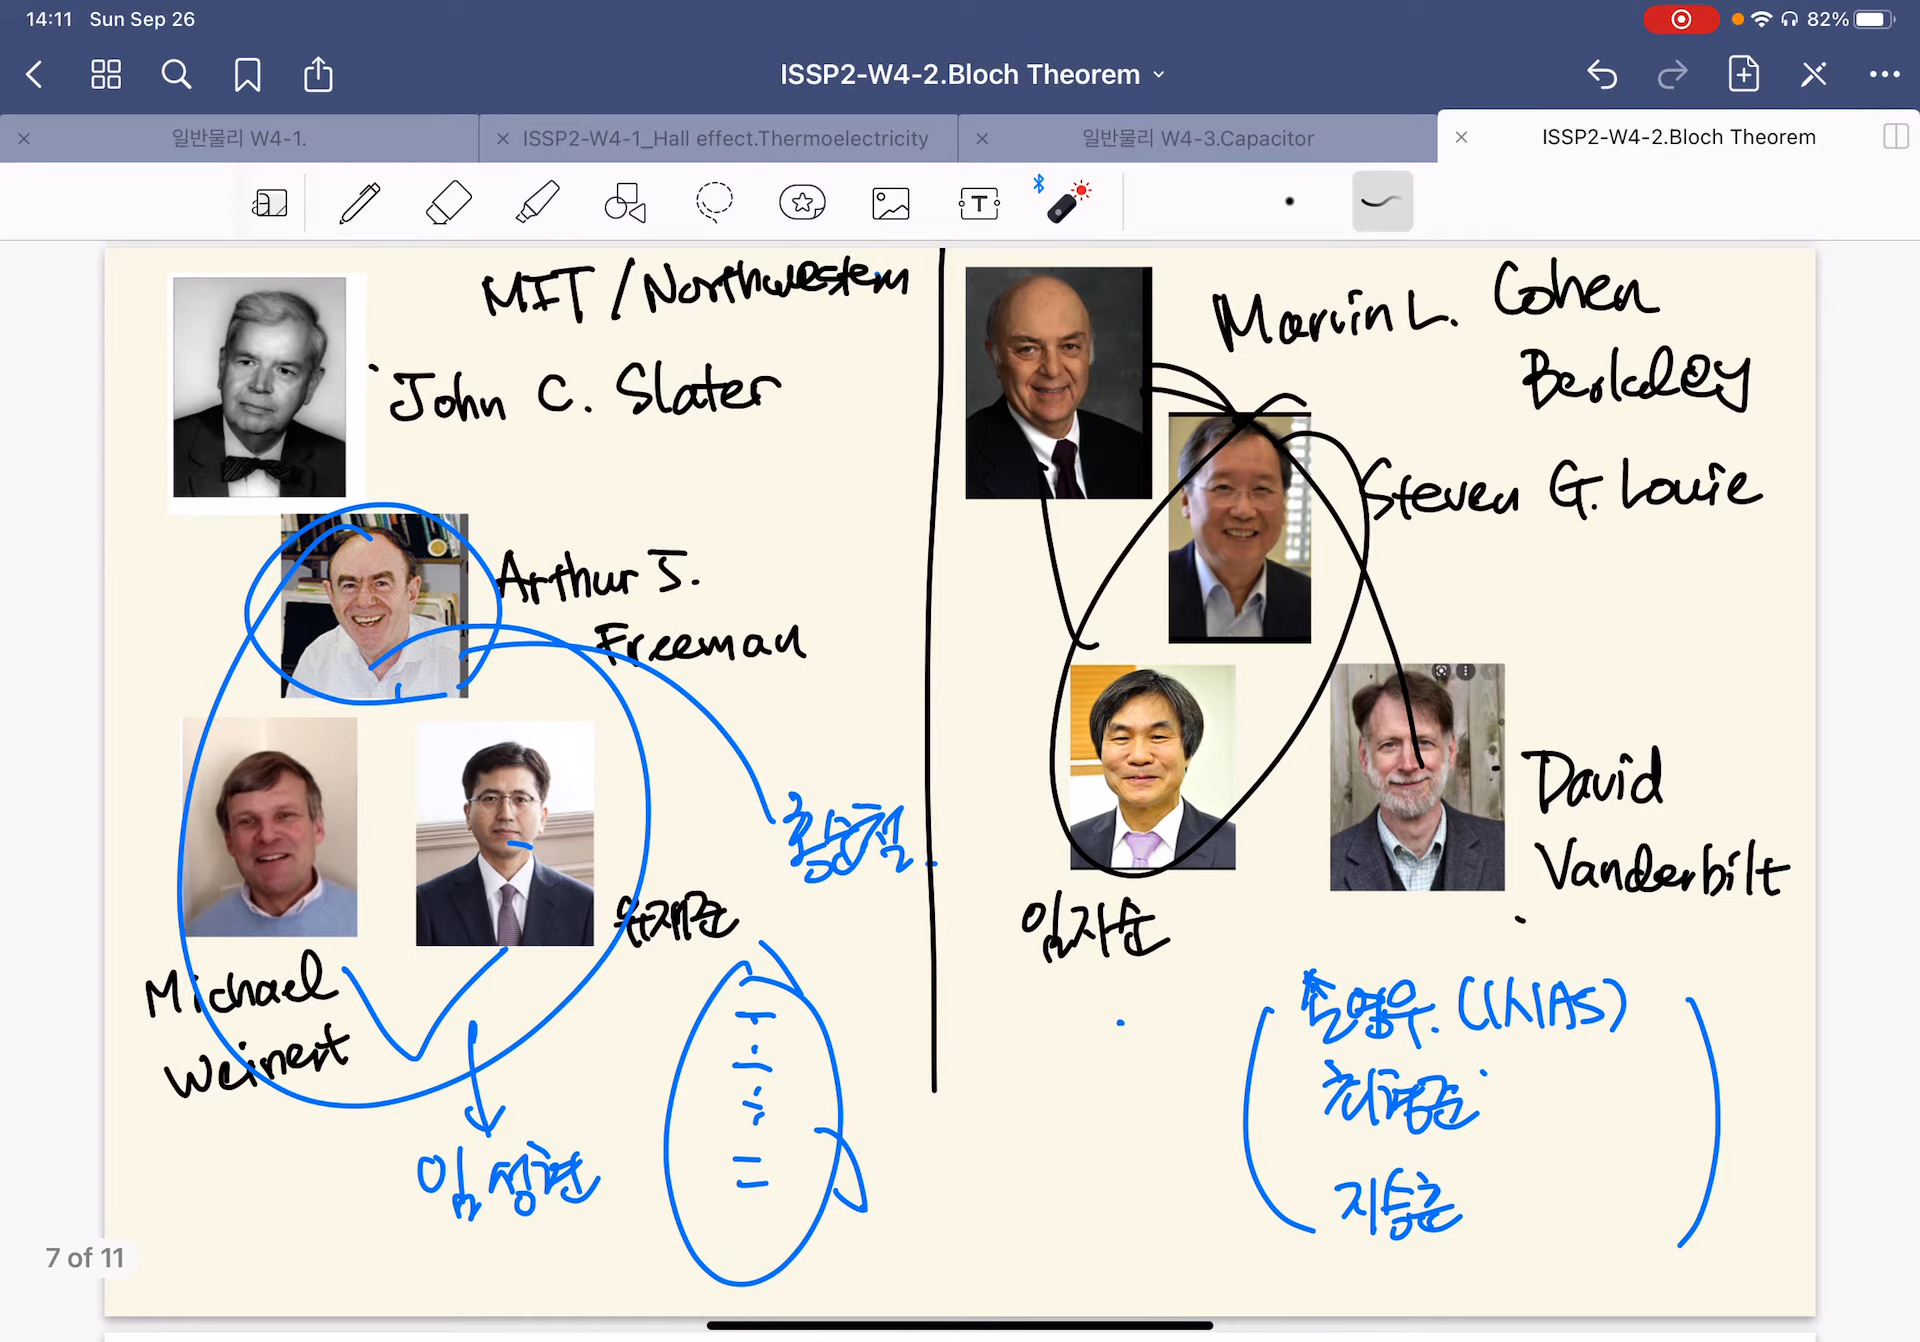 14:11 Sun Sep 26
82%
ISSP2-W4-2.Bloch Theorem
일반물리 W4-1.
ISSP2-W4-1_Hall effect.Thermoelectricity
일반물리 W4-3.Capacitor
ISSP2-W4-2.Bloch Theorem
T
MIT / Northwestern
John C. Slater
Arthur J.
Freeman
Michael
Weinert
임성현
Marvin L. Cohen
Berkeley
Steven G. Louie
임지순
David
Vanderbilt
손영우. (KIAS)
최형준
지승훈
7 of 11